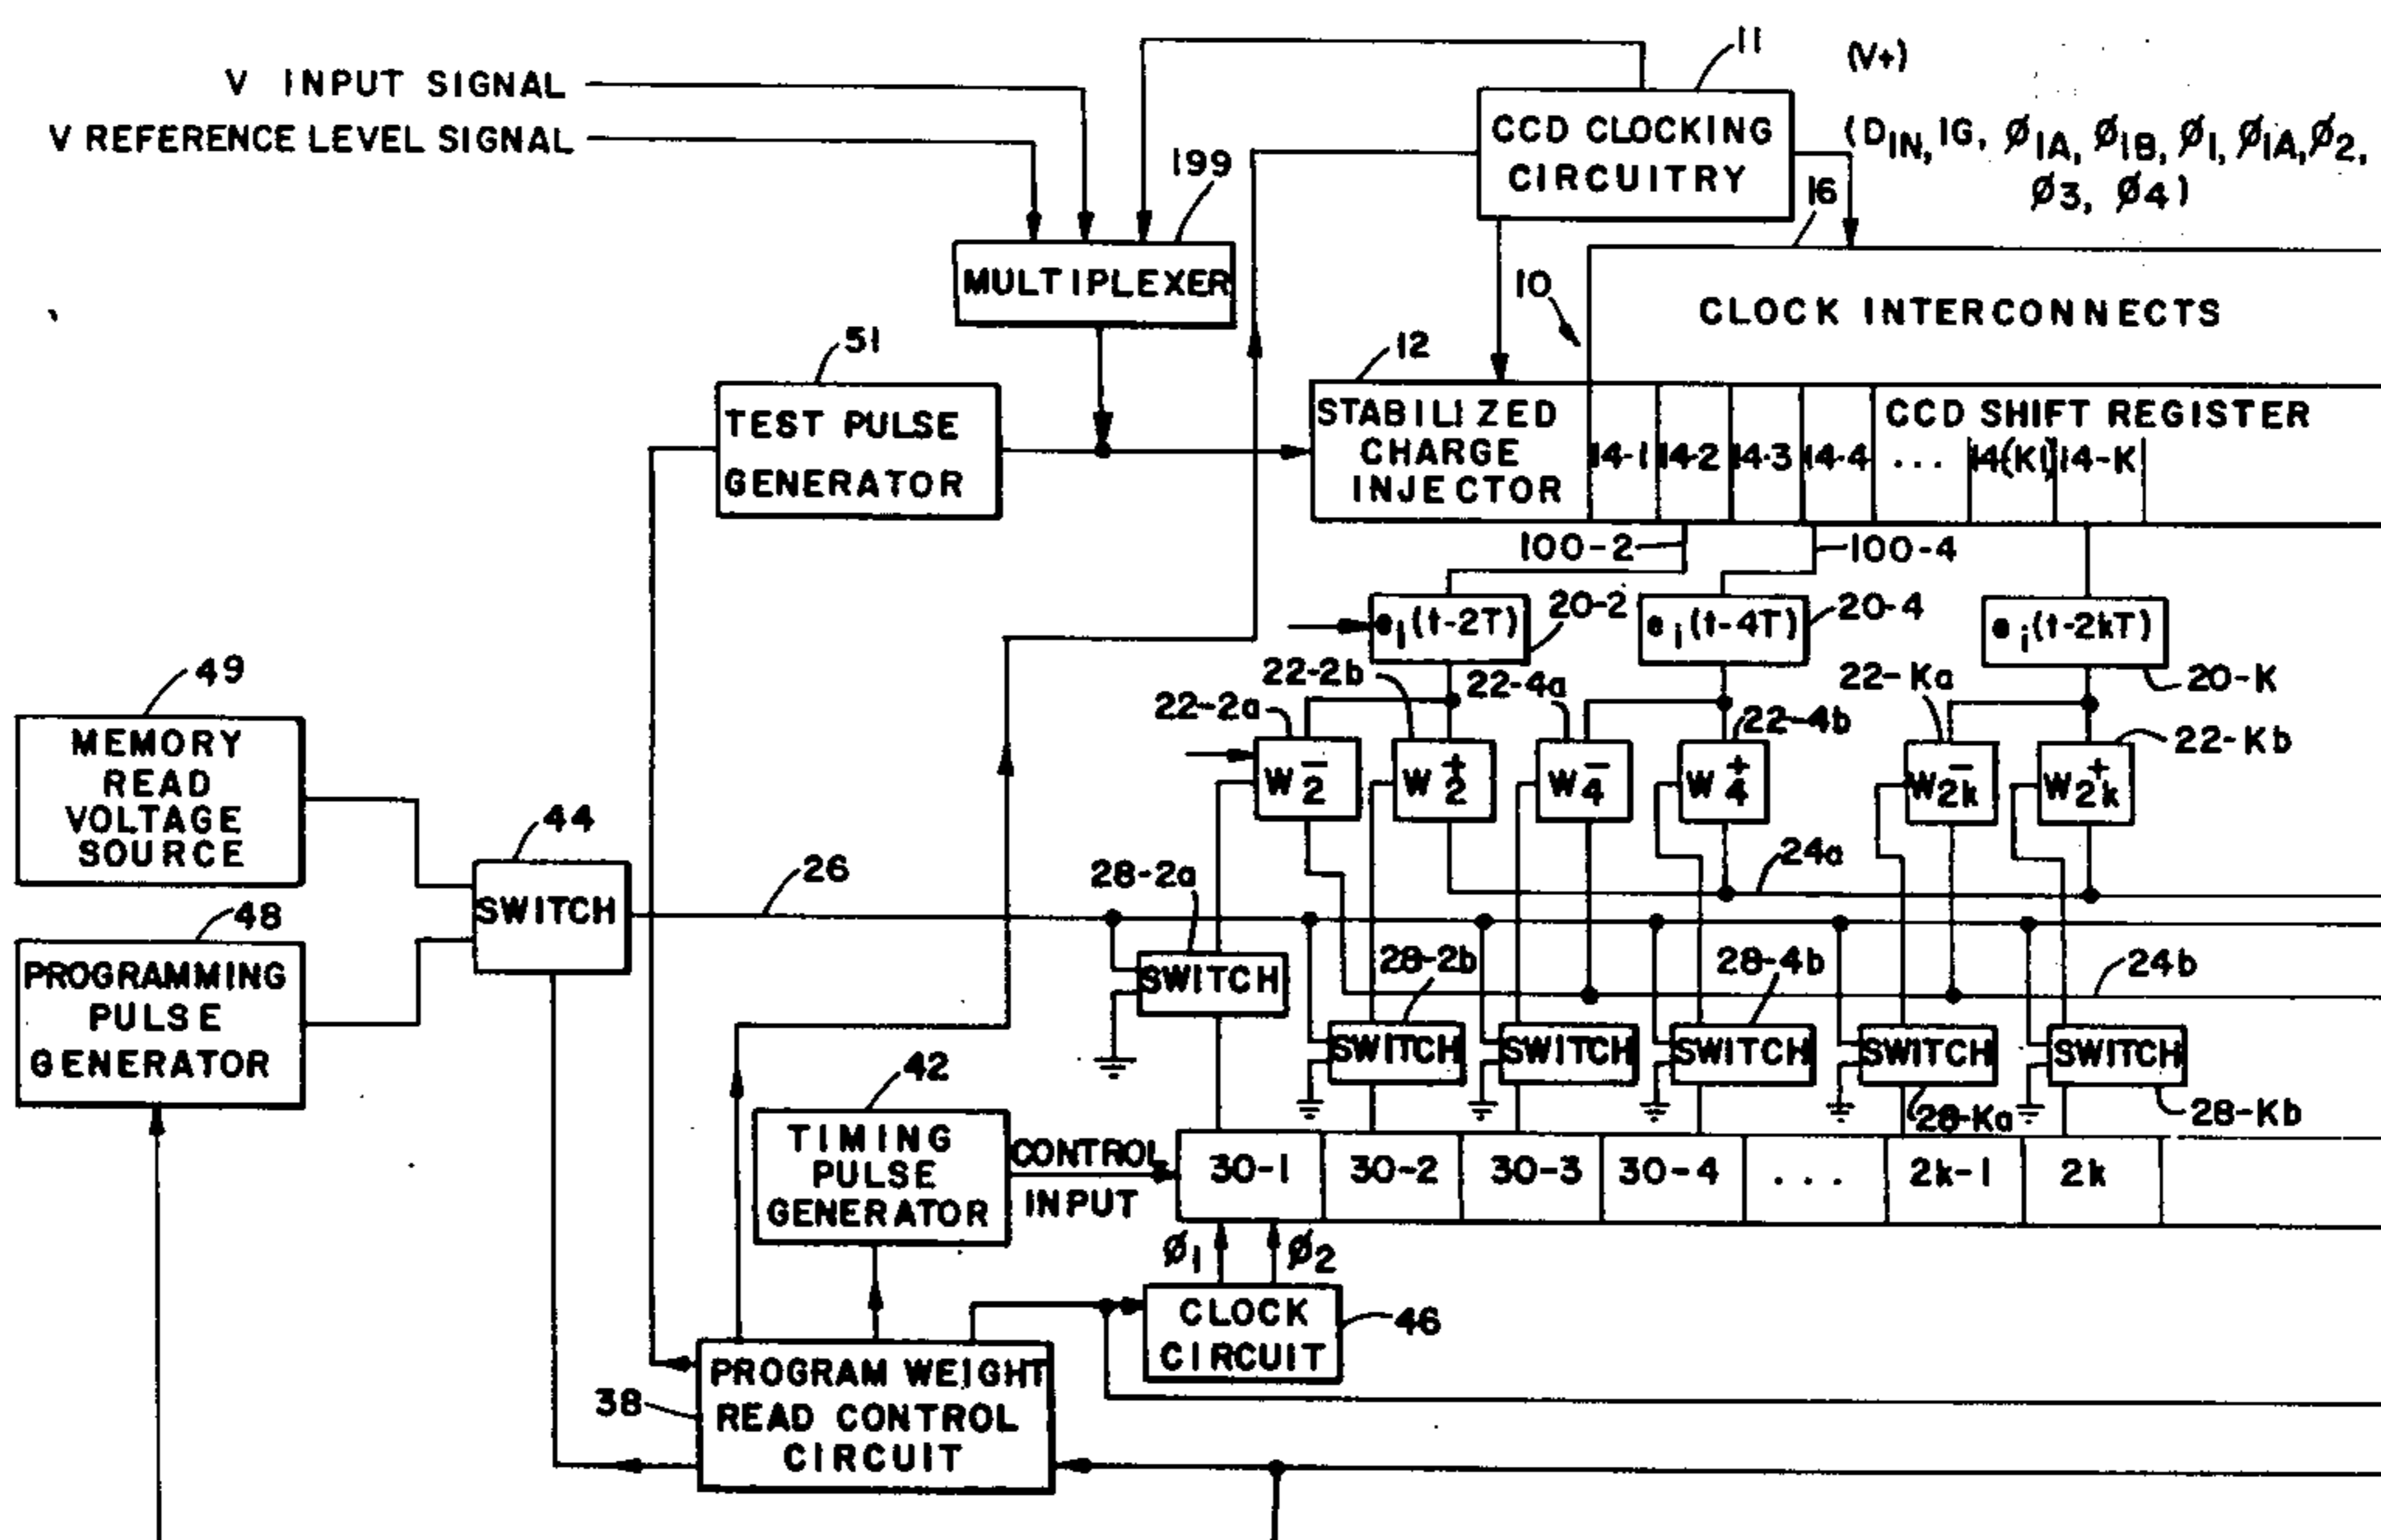 11
(V+)
V INPUT SIGNAL
V REFERENCE LEVEL SIGNAL
CCD CLOCKING
CIRCUITRY
(DIN, IG, Ø1A, Ø1B, Ø1, Ø1A, Ø2,
Ø3, Ø4)
199
16
MULTIPLEXER
10
CLOCK INTERCONNECTS
51
12
TEST PULSE
GENERATOR
STABILIZED
CHARGE
INJECTOR
CCD SHIFT REGISTER
14-1
14-2
14-3
14-4
...
14(K1)
14-K
100-2
100-4
ei(t-2T)
20-2
ei(t-4T)
20-4
ei(t-2kT)
20-K
49
22-2a
22-2b
22-4a
22-4b
22-Ka
22-Kb
MEMORY
READ
VOLTAGE
SOURCE
W2-
W2+
W4-
W4+
W2k-
W2k+
44
SWITCH
26
28-2a
24a
48
PROGRAMMING
PULSE
GENERATOR
SWITCH
28-2b
28-4b
24b
SWITCH
SWITCH
SWITCH
SWITCH
SWITCH
28-Ka
28-Kb
42
TIMING
PULSE
GENERATOR
CONTROL
INPUT
30-1
30-2
30-3
30-4
...
2k-1
2k
Ø1
Ø2
CLOCK
CIRCUIT
46
38
PROGRAM WEIGHT
READ CONTROL
CIRCUIT